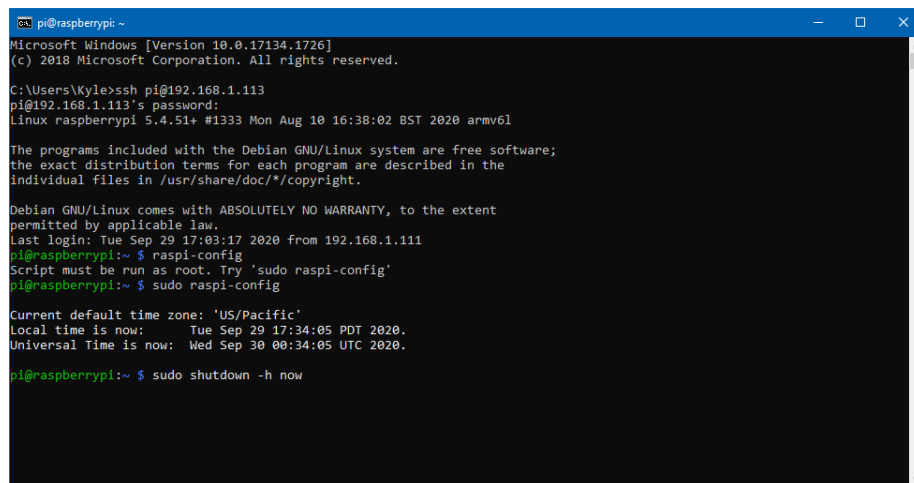 pi@raspberrypi: ~
Microsoft Windows [Version 10.0.17134.1726]
(c) 2018 Microsoft Corporation. All rights reserved.
C:\Users\Kyle>ssh pi@192.168.1.113
pi@192.168.1.113's password:
Linux raspberrypi 5.4.51+ #1333 Mon Aug 10 16:38:02 BST 2020 armv6l
The programs included with the Debian GNU/Linux system are free software;
the exact distribution terms for each program are described in the
individual files in /usr/share/doc/*/copyright.
Debian GNU/Linux comes with ABSOLUTELY NO WARRANTY, to the extent
permitted by applicable law.
Last login: Tue Sep 29 17:03:17 2020 from 192.168.1.111
pi@raspberrypi:~ $ raspi-config
Script must be run as root. Try 'sudo raspi-config'
pi@raspberrypi:~ $ sudo raspi-config
Current default time zone: 'US/Pacific'
Local time is now:      Tue Sep 29 17:34:05 PDT 2020.
Universal Time is now:  Wed Sep 30 00:34:05 UTC 2020.
pi@raspberrypi:~ $ sudo shutdown -h now